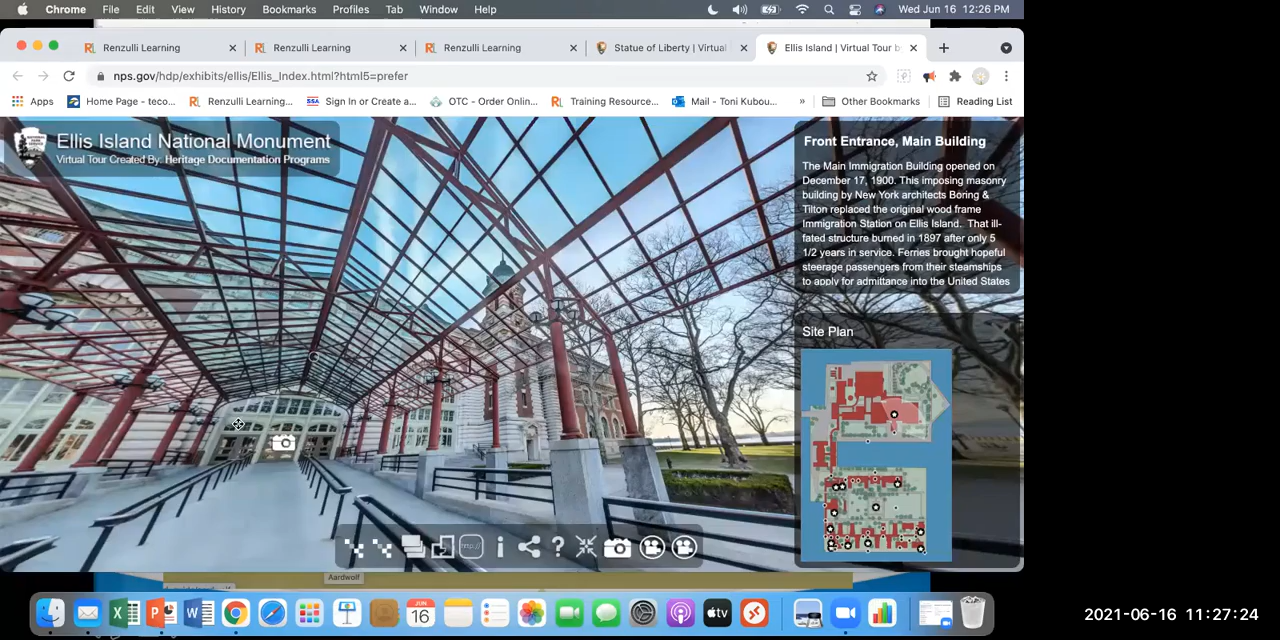 Chrome File Edit View History Bookmarks Profiles Tab Window Help Wed Jun 16 12:26 PM
Renzulli Learning Renzulli Learning Renzulli Learning Statue of Liberty | Virtual Ellis Island | Virtual Tour b
nps.gov/hdp/exhibits/ellis/Ellis_Index.html?html5=prefer
Apps Home Page - teco... Renzulli Learning... SSA Sign In or Create a... OTC - Order Onlin... Training Resource... Mail - Toni Kubou... » Other Bookmarks Reading List
Ellis Island National Monument
Virtual Tour Created By: Heritage Documentation Programs
Front Entrance, Main Building
The Main Immigration Building opened on
December 17, 1900. This imposing masonry
building by New York architects Boring &
Tilton replaced the original wood frame
Immigration Station on Ellis Island. That ill-
fated structure burned in 1897 after only 5
1/2 years in service. Ferries brought hopeful
steerage passengers from their steamships
to apply for admittance into the United States
Site Plan
http://
Aardwolf
JUN
16
tv
2021-06-16 11:27:24